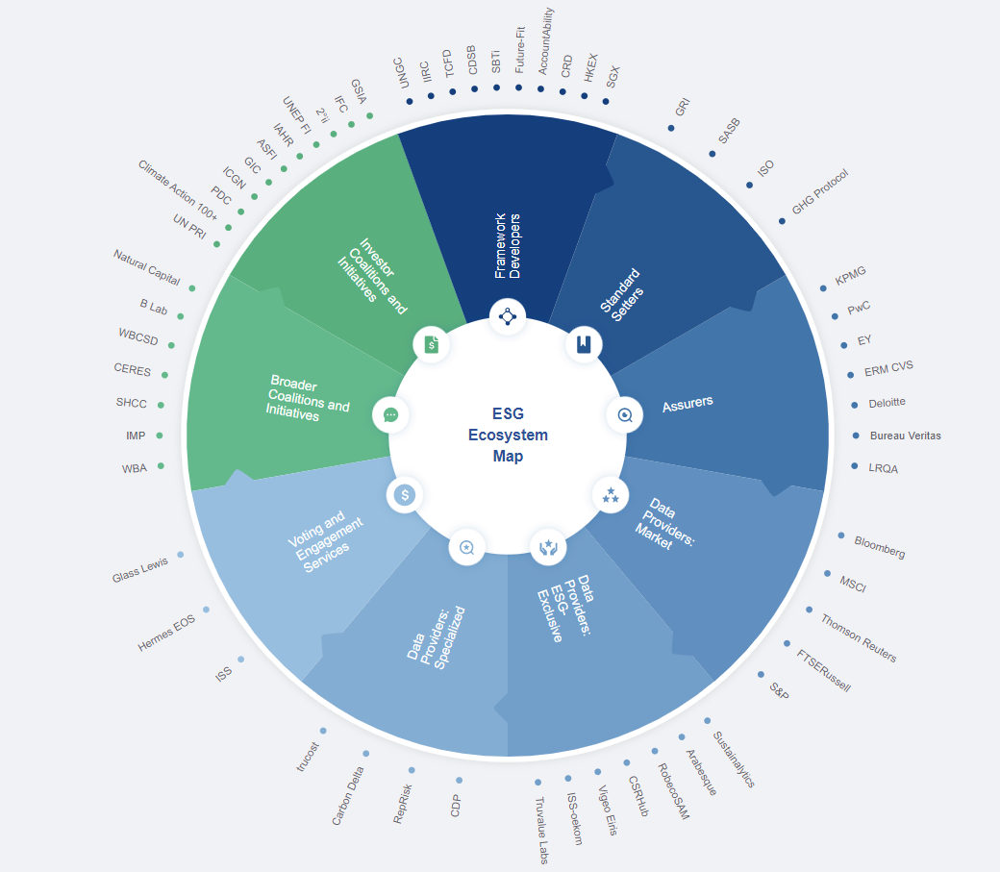 ESG
Ecosystem
Map
Framework
Developers
UNGC
IIRC
TCFD
CDSB
SBTi
Future-Fit
AccountAbility
CRD
HKEX
SGX
Standard
Setters
GRI
SASB
ISO
GHG Protocol
Assurers
KPMG
PwC
EY
ERM CVS
Deloitte
Bureau Veritas
LRQA
Data
Providers:
Market
Bloomberg
MSCI
Thomson Reuters
FTSERussell
S&P
Data
Providers:
ESG-
Exclusive
Sustainalytics
Arabesque
RobecoSAM
CSRHub
Vigeo Eiris
ISS-oekom
Truvalue Labs
Data
Providers:
Specialized
CDP
RepRisk
Carbon Delta
trucost
Voting and
Engagement
Services
ISS
Hermes EOS
Glass Lewis
Broader
Coalitions and
Initiatives
WBA
IMP
SHCC
CERES
WBCSD
B Lab
Natural Capital
Investor
Coalitions and
Initiatives
UN PRI
Climate Action 100+
PDC
ICGN
GIC
ASFI
IAHR
UNEP FI
2°ii
IFC
GSIA